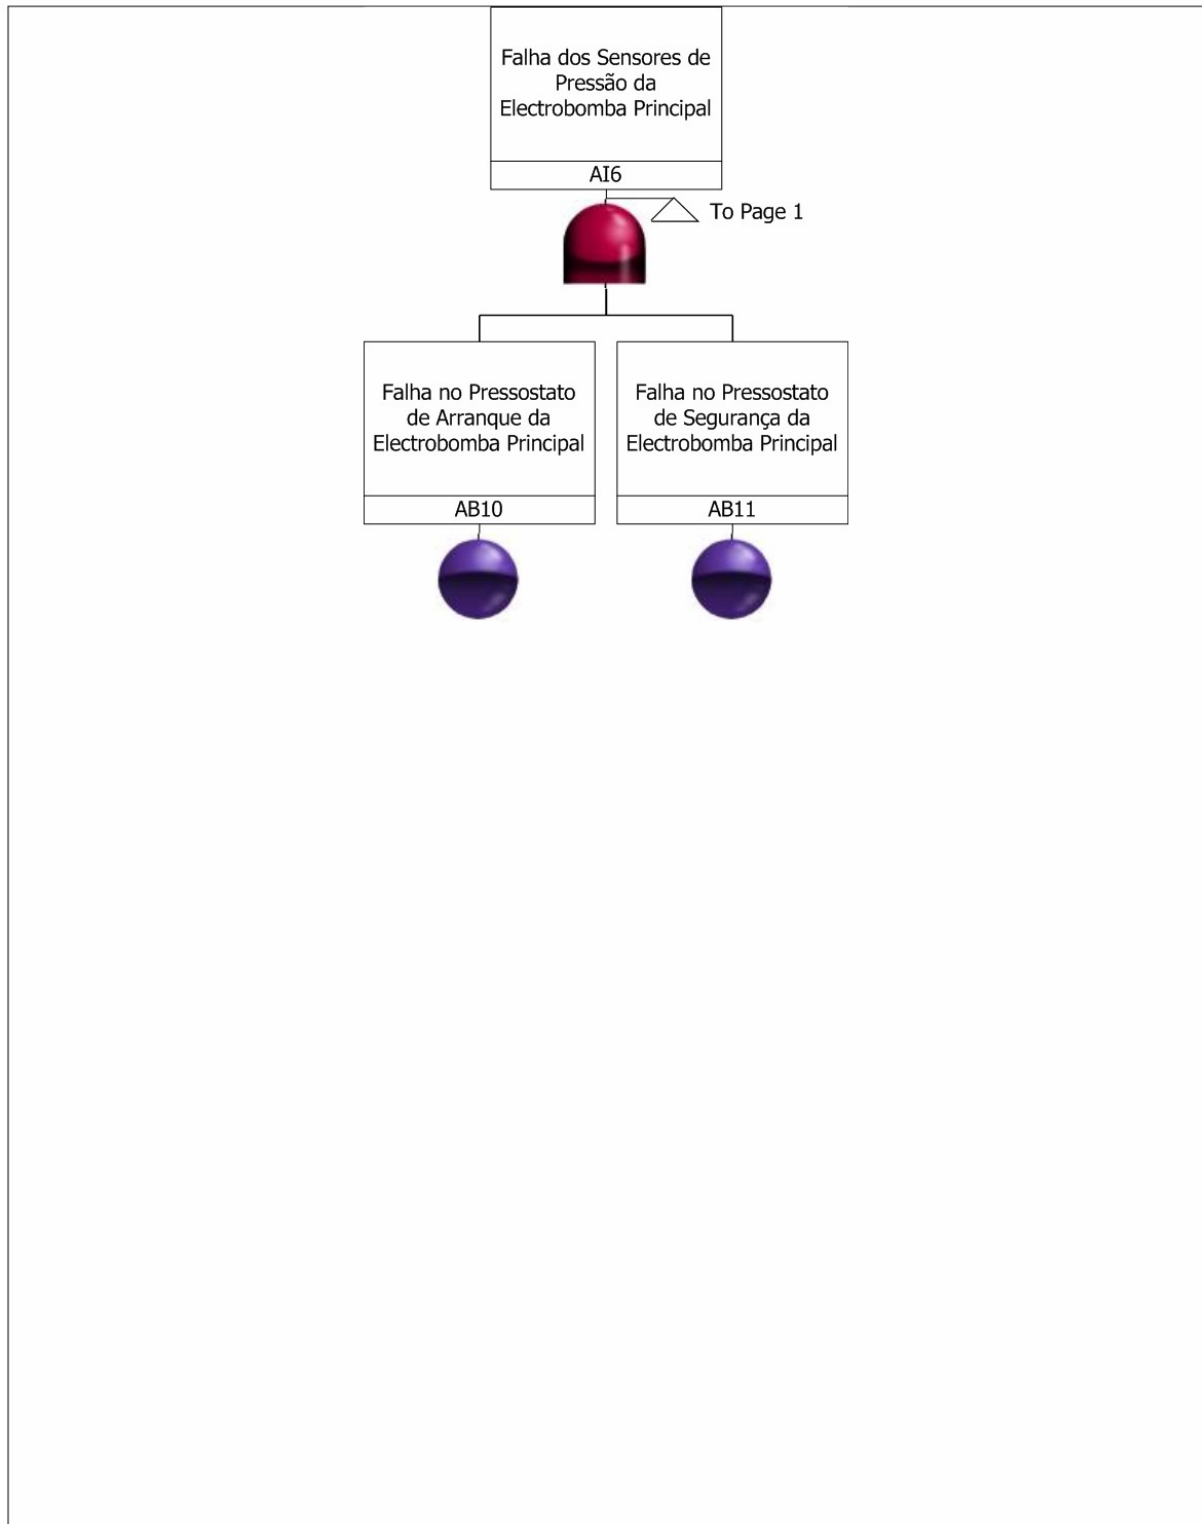 Falha dos Sensores de
Pressão da
Electrobomba Principal
AI6
To Page 1
Falha no Pressostato
de Arranque da
Electrobomba Principal
AB10
Falha no Pressostato
de Segurança da
Electrobomba Principal
AB11